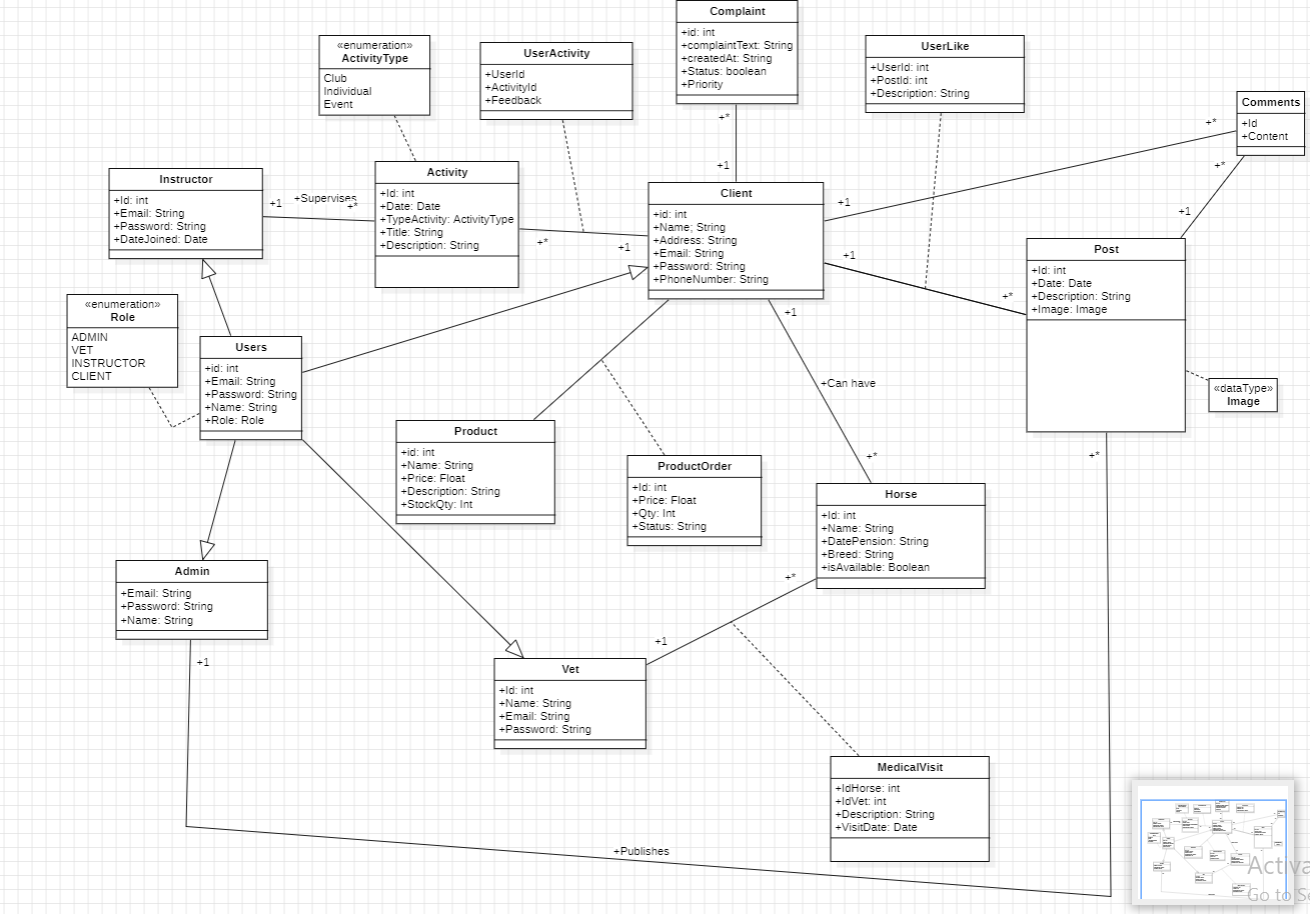 Complaint
+id: int
+complaintText: String
+createdAt: String
+Status: boolean
+Priority
«enumeration»
ActivityType
Club
Individual
Event
UserActivity
+UserId
+ActivityId
+Feedback
UserLike
+UserId: int
+PostId: int
+Description: String
Comments
+Id
+Content
+*
+1
+*
+*
+1
+1
Instructor
+Id: int
+Email: String
+Password: String
+DateJoined: Date
+1
+Supervises
+*
Activity
+Id: int
+Date: Date
+TypeActivity: ActivityType
+Title: String
+Description: String
+*
+1
Client
+id: int
+Name; String
+Address: String
+Email: String
+Password: String
+PhoneNumber: String
+1
+*
Post
+Id: int
+Date: Date
+Description: String
+Image: Image
«dataType»
Image
«enumeration»
Role
ADMIN
VET
INSTRUCTOR
CLIENT
Users
+id: int
+Email: String
+Password: String
+Name: String
+Role: Role
+1
+Can have
+*
+*
Product
+id: int
+Name: String
+Price: Float
+Description: String
+StockQty: Int
ProductOrder
+Id: int
+Price: Float
+Qty: Int
+Status: String
Horse
+Id: int
+Name: String
+DatePension: String
+Breed: String
+isAvailable: Boolean
+*
+1
Admin
+Email: String
+Password: String
+Name: String
+1
Vet
+Id: int
+Name: String
+Email: String
+Password: String
MedicalVisit
+IdHorse: int
+IdVet: int
+Description: String
+VisitDate: Date
+Publishes
Activa
Go to Se